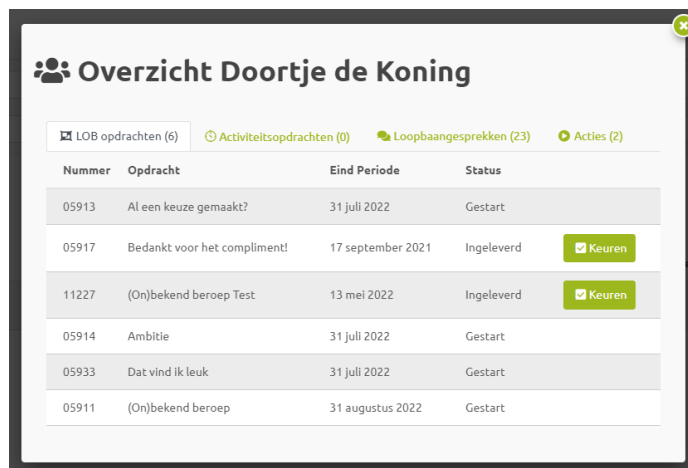 Overzicht Doortje de Koning
LOB opdrachten (6) Activiteitsopdrachten (0) Loopbaangesprekken (23) Acties (2)
Nummer Opdracht Eind Periode Status
05913 Al een keuze gemaakt? 31 juli 2022 Gestart
05917 Bedankt voor het compliment! 17 september 2021 Ingeleverd Keuren
11227 (On)bekend beroep Test 13 mei 2022 Ingeleverd Keuren
05914 Ambitie 31 juli 2022 Gestart
05933 Dat vind ik leuk 31 juli 2022 Gestart
05911 (On)bekend beroep 31 augustus 2022 Gestart